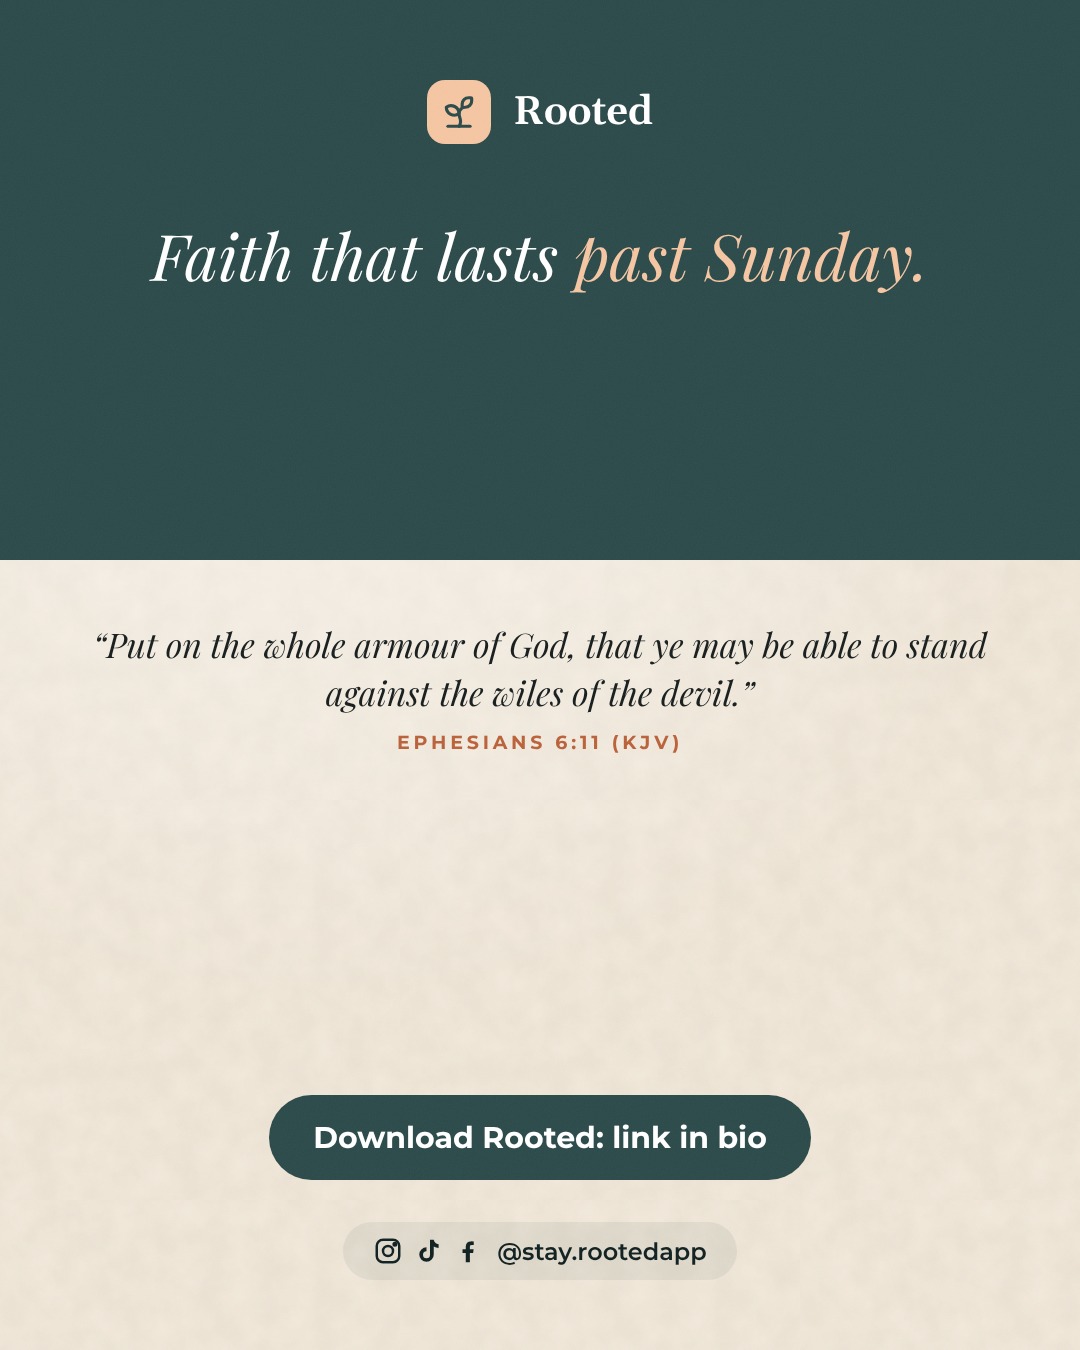 Rooted
Faith that lasts past Sunday.
“Put on the whole armour of God, that ye may be able to stand
against the wiles of the devil.”
EPHESIANS 6:11 (KJV)
Download Rooted: link in bio
@stay.rootedapp